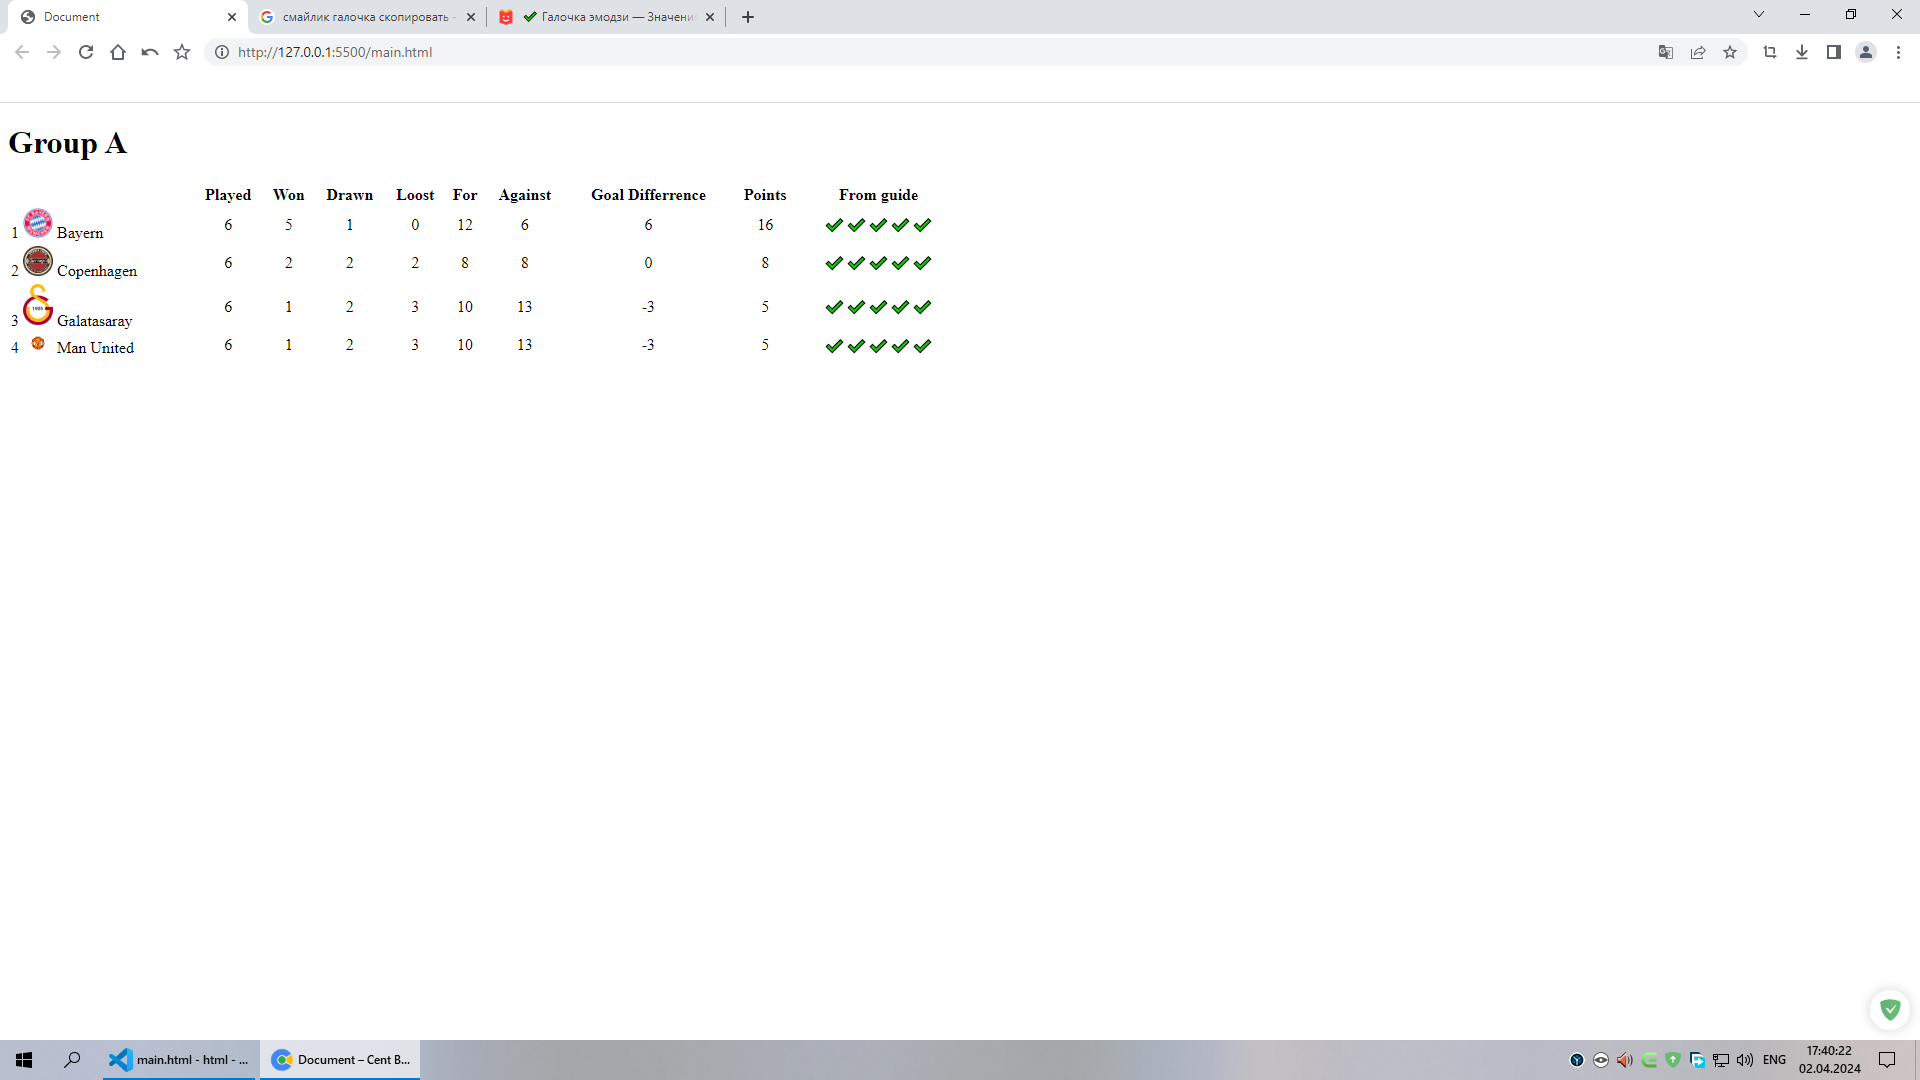 Document
смайлик галочка скопировать -
Галочка эмодзи — Значени
http://127.0.0.1:5500/main.html
Group A
Played Won Drawn Loost For Against Goal Differrence Points From guide
1 Bayern 6 5 1 0 12 6 6 16 ✔ ✔ ✔ ✔ ✔
2 Copenhagen 6 2 2 2 8 8 0 8 ✔ ✔ ✔ ✔ ✔
3 Galatasaray 6 1 2 3 10 13 -3 5 ✔ ✔ ✔ ✔ ✔
4 Man United 6 1 2 3 10 13 -3 5 ✔ ✔ ✔ ✔ ✔
main.html - html - ...
Document – Cent B...
ENG
17:40:22
02.04.2024